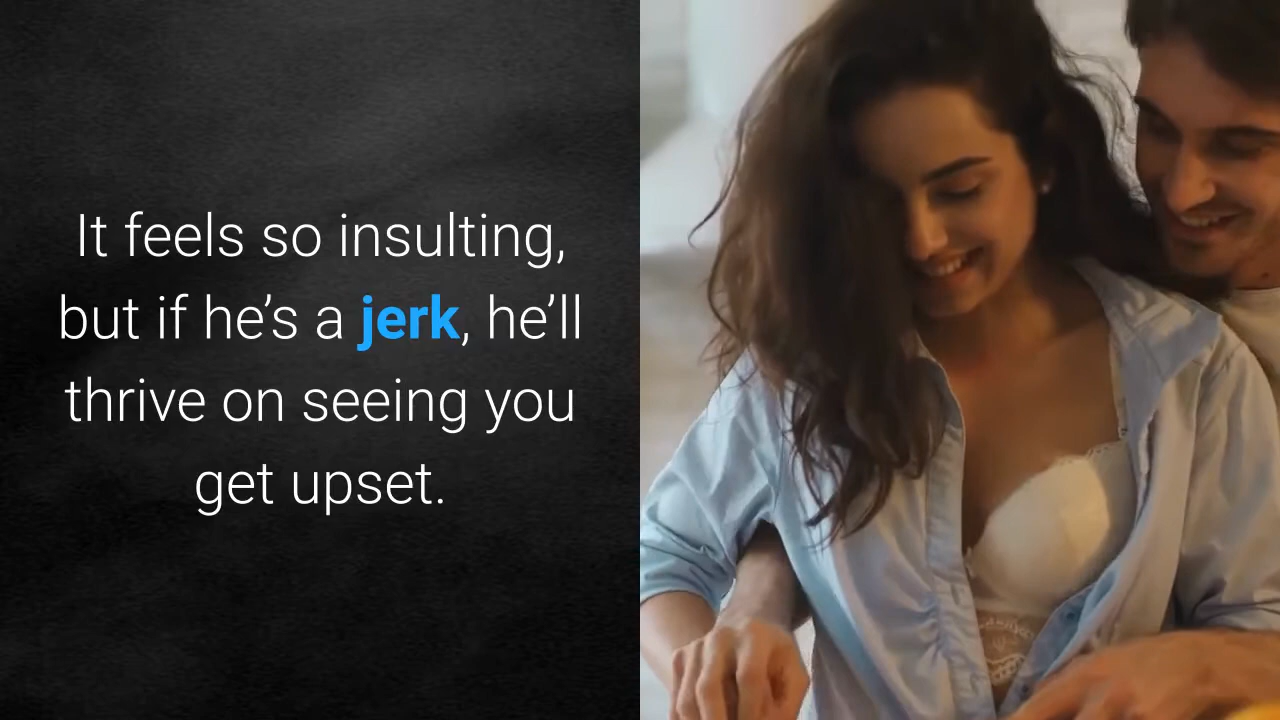 It feels so insulting,
but if he’s a jerk, he’ll
thrive on seeing you
get upset.